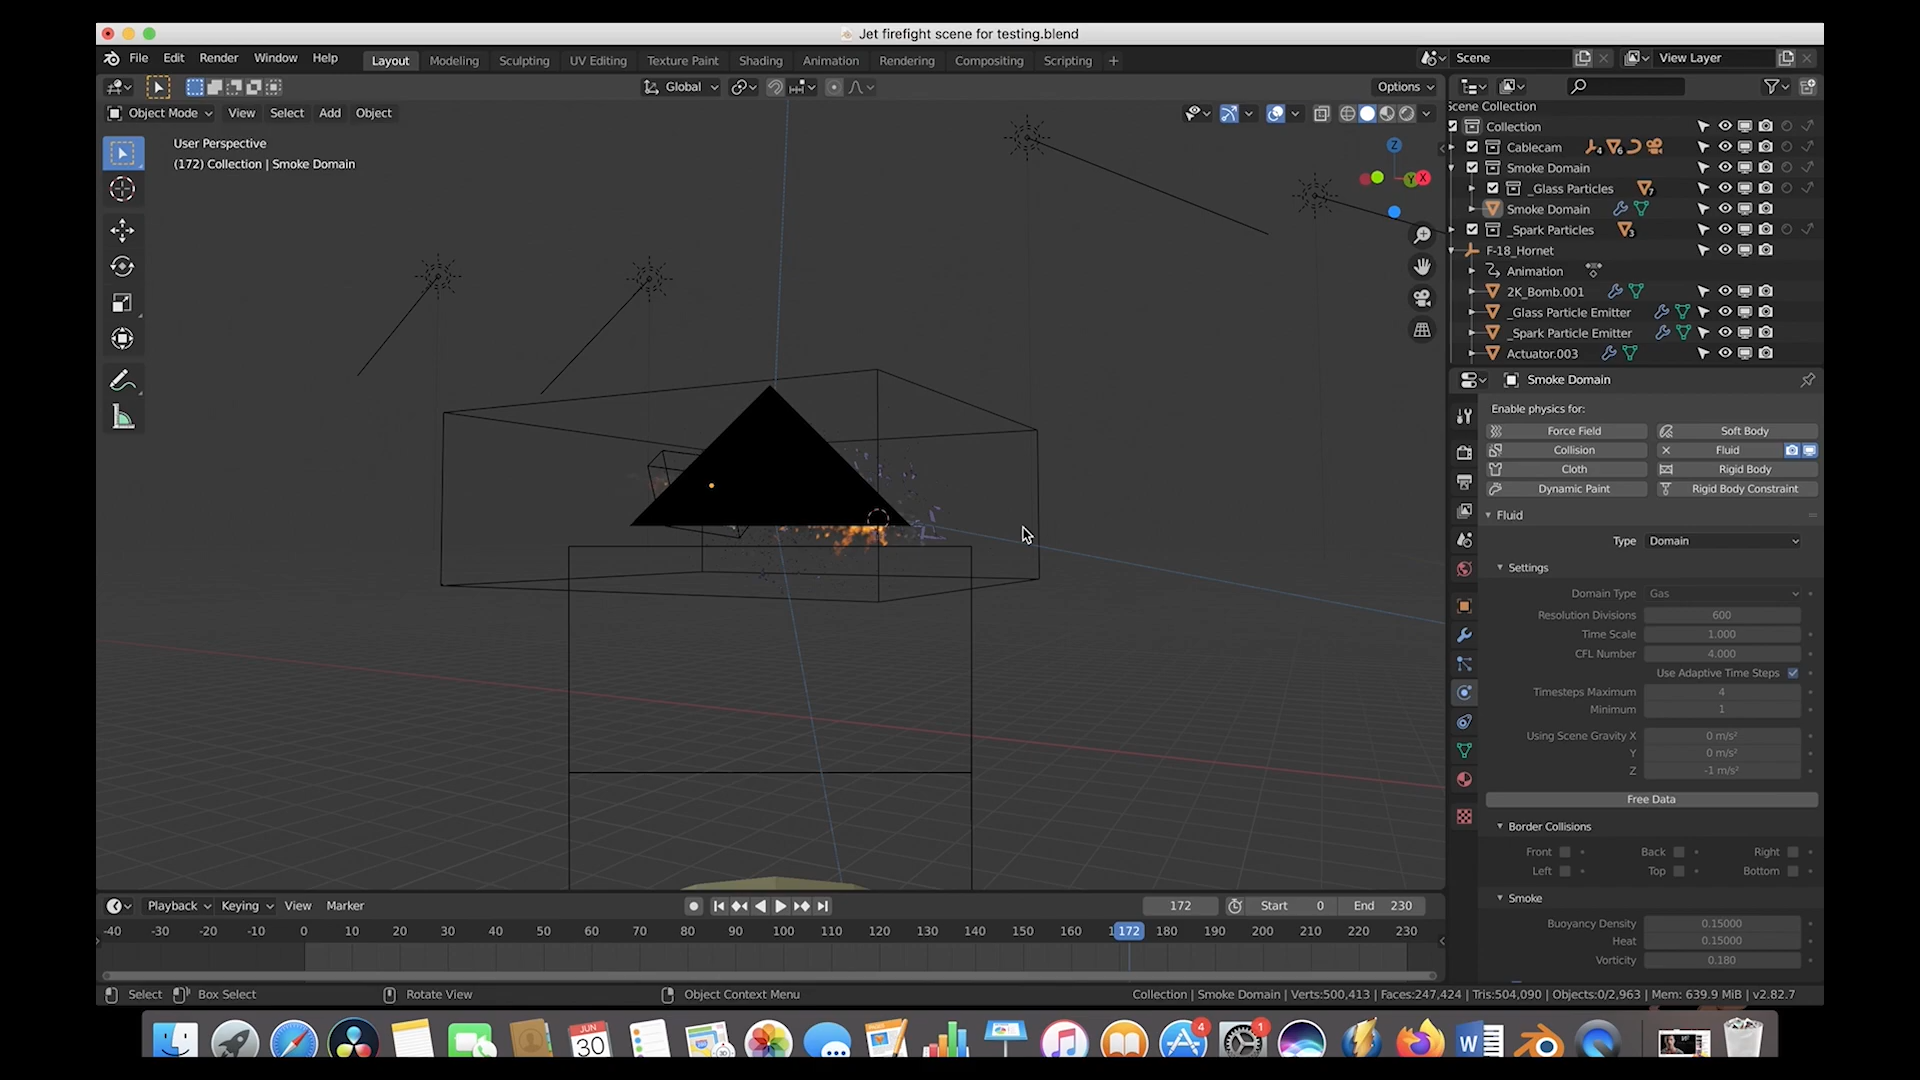 Jet firefight scene for testing.blend
File Edit Render Window Help Layout Modeling Sculpting UV Editing Texture Paint Shading Animation Rendering Compositing Scripting + Scene View Layer
Global Options
Object Mode View Select Add Object
User Perspective
(172) Collection | Smoke Domain
Z
Y X
Scene Collection
Collection
Cablecam 4 6
Smoke Domain
_Glass Particles 7
Smoke Domain
_Spark Particles 3
F-18_Hornet
Animation
2K_Bomb.001
_Glass Particle Emitter
_Spark Particle Emitter
Actuator.003
Smoke Domain
Enable physics for:
Force Field Soft Body
Collision Fluid
Cloth Rigid Body
Dynamic Paint Rigid Body Constraint
Fluid
Type Domain
Settings
Domain Type Gas
Resolution Divisions 600
Time Scale 1.000
CFL Number 4.000
Use Adaptive Time Steps
Timesteps Maximum 4
Minimum 1
Using Scene Gravity X 0 m/s²
Y 0 m/s²
Z -1 m/s²
Free Data
Border Collisions
Front Back Right
Left Top Bottom
Smoke
Buoyancy Density 0.15000
Heat 0.15000
Vorticity 0.180
Playback Keying View Marker 172 Start 0 End 230
-40 -30 -20 -10 0 10 20 30 40 50 60 70 80 90 100 110 120 130 140 150 160 1 172 180 190 200 210 220 230
Select Box Select Rotate View Object Context Menu Collection | Smoke Domain | Verts:500,413 | Faces:247,424 | Tris:504,090 | Objects:0/2,963 | Mem: 639.9 MiB | v2.82.7
JUN
30
4
1
W